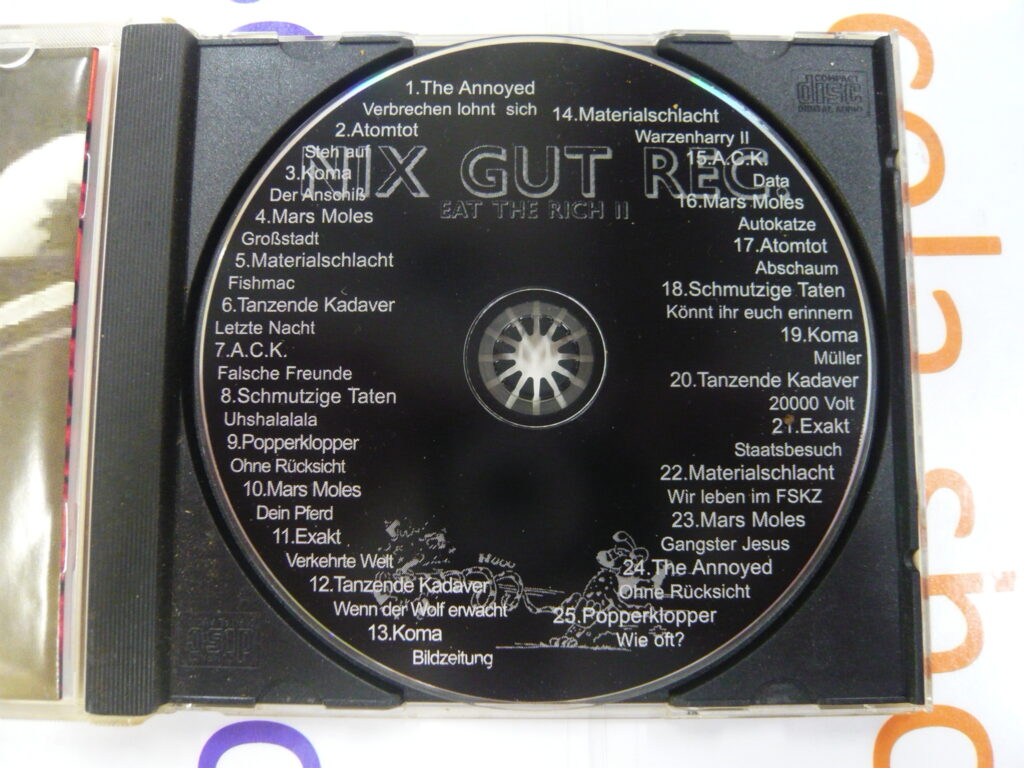 NIX GUT REC.
EAT THE RICH II
1.The Annoyed
Verbrechen lohnt sich
2.Atomtot
Steh auf
3.Koma
Der Anschiß
4.Mars Moles
Großstadt
5.Materialschlacht
Fishmac
6.Tanzende Kadaver
Letzte Nacht
7.A.C.K.
Falsche Freunde
8.Schmutzige Taten
Uhshalalala
9.Popperklopper
Ohne Rücksicht
10.Mars Moles
Dein Pferd
11.Exakt
Verkehrte Welt
12.Tanzende Kadaver
Wenn der Wolf erwacht
13.Koma
Bildzeitung
14.Materialschlacht
Warzenharry II
15.A.C.K.
Data
16.Mars Moles
Autokatze
17.Atomtot
Abschaum
18.Schmutzige Taten
Könnt ihr euch erinnern
19.Koma
Müller
20.Tanzende Kadaver
20000 Volt
21.Exakt
Staatsbesuch
22.Materialschlacht
Wir leben im FSKZ
23.Mars Moles
Gangster Jesus
24.The Annoyed
Ohne Rücksicht
25.Popperklopper
Wie oft?
COMPACT
disc
DIGITAL AUDIO